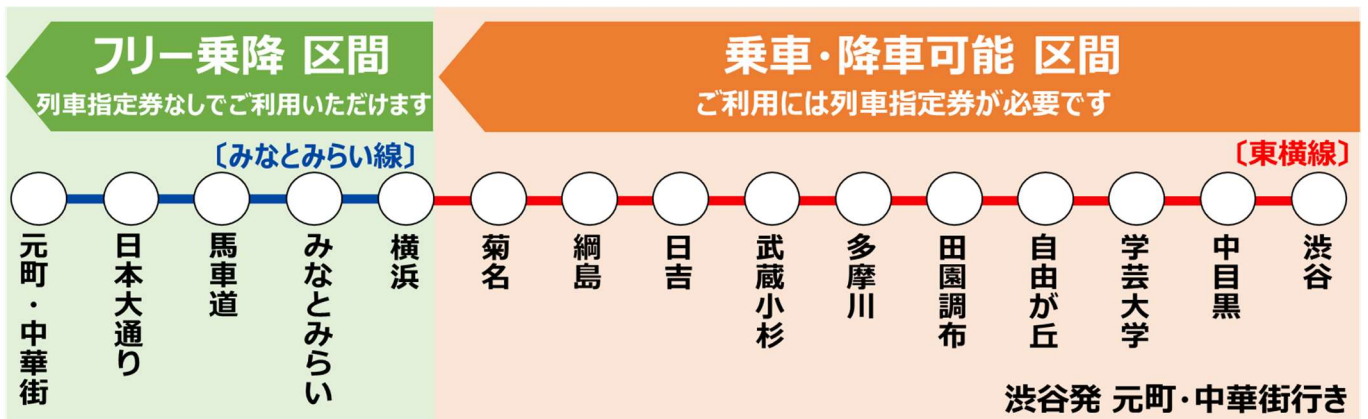 フリー乗降 区間
列車指定券なしでご利用いただけます
乗車・降車可能 区間
ご利用には列車指定券が必要です
〔みなとみらい線〕
〔東横線〕
元町・中華街
日本大通り
馬車道
みなとみらい
横浜
菊名
綱島
日吉
武蔵小杉
多摩川
田園調布
自由が丘
学芸大学
中目黒
渋谷
渋谷発 元町・中華街行き